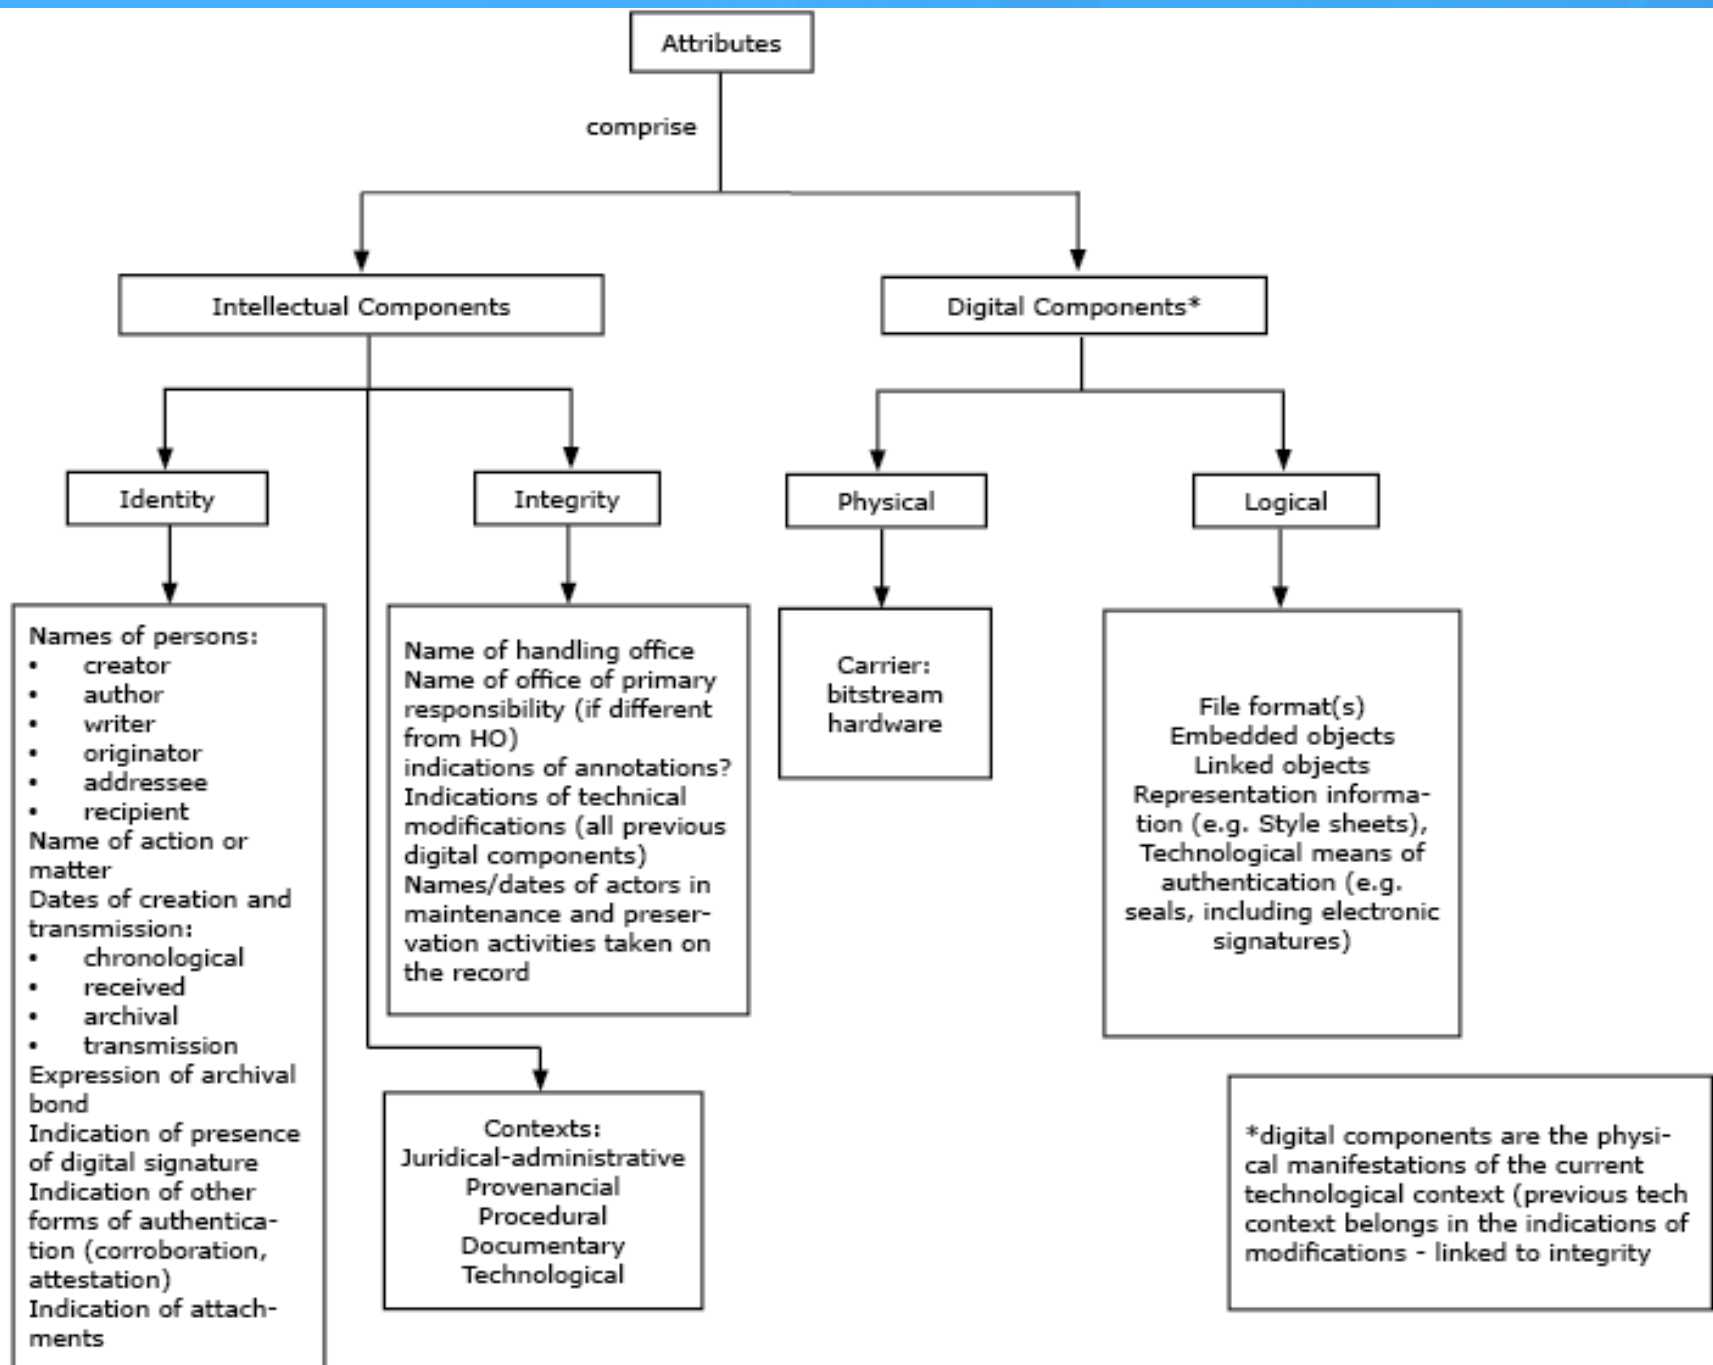 Attributes
comprise
Intellectual Components
Digital Components*
Identity
Integrity
Physical
Logical
Names of persons:
• creator
• author
• writer
• originator
• addressee
• recipient
Name of action or
matter
Dates of creation and
transmission:
• chronological
• received
• archival
• transmission
Expression of archival
bond
Indication of presence
of digital signature
Indication of other
forms of authentica-
tion (corroboration,
attestation)
Indication of attach-
ments
Name of handling office
Name of office of primary
responsibility (if different
from HO)
indications of annotations?
Indications of technical
modifications (all previous
digital components)
Names/dates of actors in
maintenance and preser-
vation activities taken on
the record
Contexts:
Juridical-administrative
Provenancial
Procedural
Documentary
Technological
Carrier:
bitstream
hardware
File format(s)
Embedded objects
Linked objects
Representation informa-
tion (e.g. Style sheets),
Technological means of
authentication (e.g.
seals, including electronic
signatures)
*digital components are the physi-
cal manifestations of the current
technological context (previous tech
context belongs in the indications of
modifications - linked to integrity